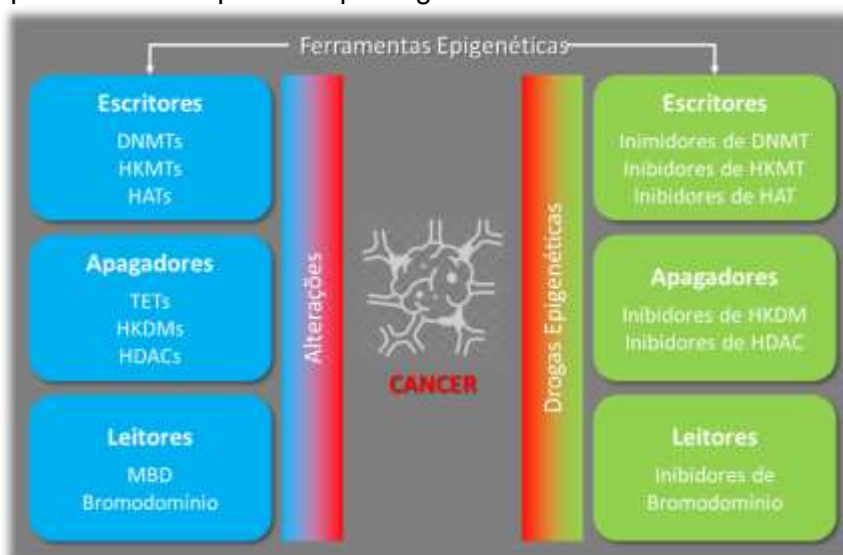 Ferramentas Epigenéticas
Escritores
DNMTs
HKMTs
HATs
Apagadores
TETs
HKDMs
HDACs
Leitores
MBD
Bromodomínio
Alterações
CANCER
Drogas Epigenéticas
Escritores
Inimidores de DNMT
Inibidores de HKMT
Inibidores de HAT
Apagadores
Inibidores de HKDM
Inibidores de HDAC
Leitores
Inibidores de
Bromodomínio